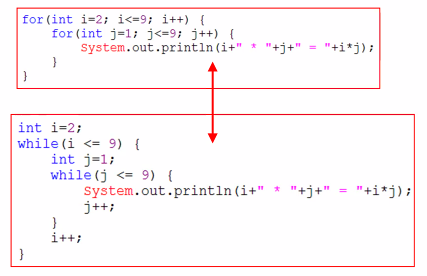 for(int i=2; i<=9; i++) {
    for(int j=1; j<=9; j++) {
        System.out.println(i+" * "+j+" = "+i*j);
    }
}
int i=2;
while(i <= 9) {
    int j=1;
    while(j <= 9) {
        System.out.println(i+" * "+j+" = "+i*j);
        j++;
    }
    i++;
}